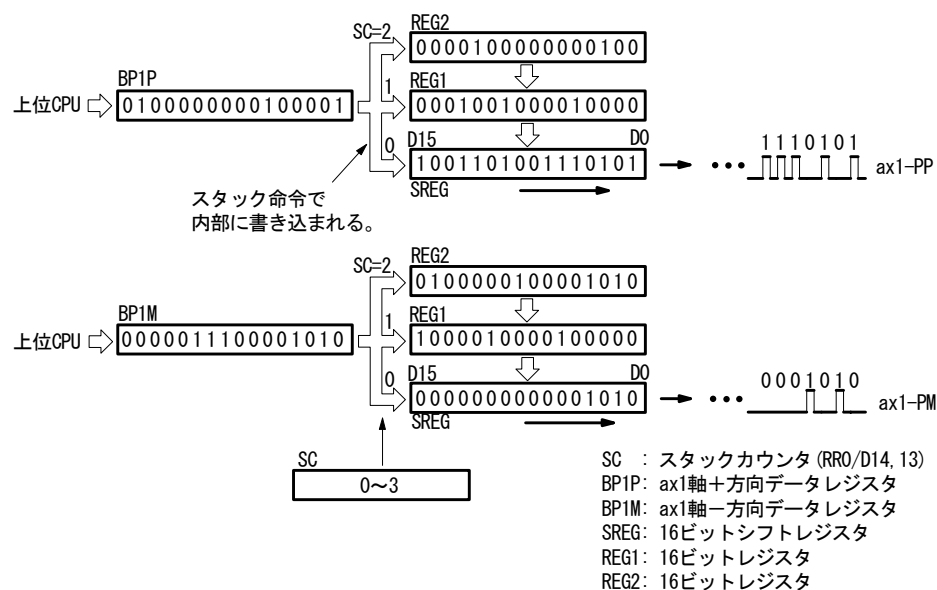 SC=2
REG2
0000100000000100
BP1P
上位CPU
0100000000100001
1
REG1
0001001000010000
0
D15
D0
1001101001110101
SREG
•••
1110101
ax1-PP
スタック命令で
内部に書き込まれる。
SC=2
REG2
0100000100001010
BP1M
上位CPU
0000011100001010
1
REG1
1000010000100000
0
D15
D0
0000000000001010
SREG
•••
0001010
ax1-PM
SC
0～3
SC : スタックカウンタ(RR0/D14,13)
BP1P: ax1軸＋方向データレジスタ
BP1M: ax1軸－方向データレジスタ
SREG: 16ビットシフトレジスタ
REG1: 16ビットレジスタ
REG2: 16ビットレジスタ